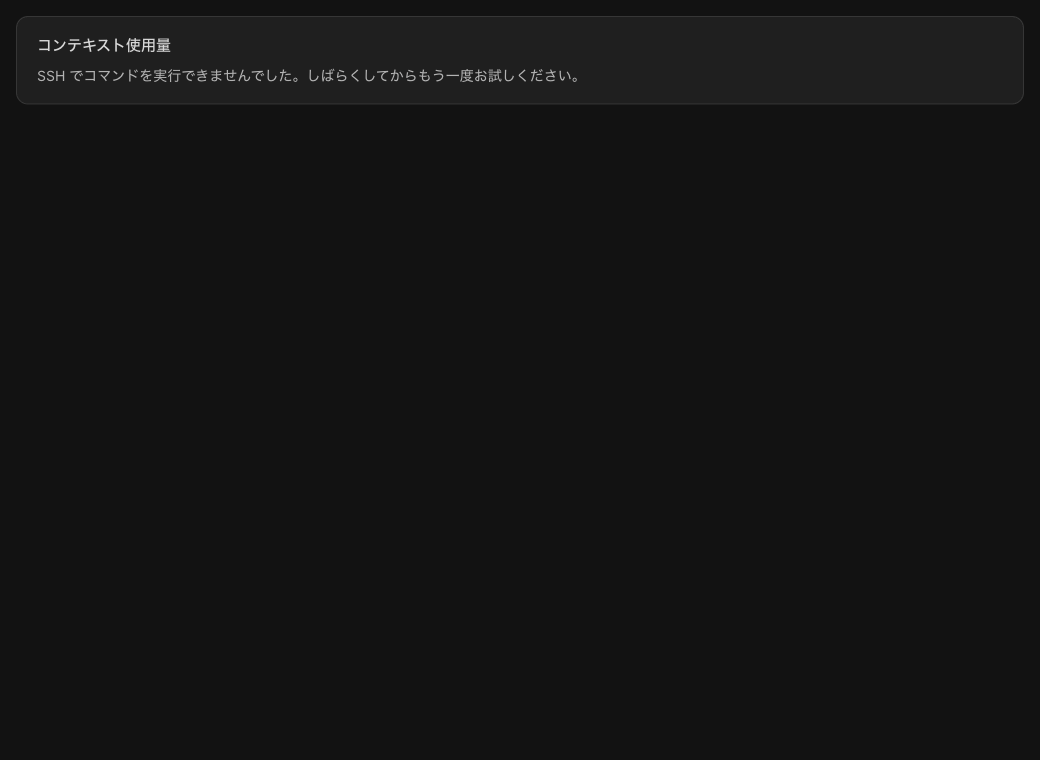 コンテキスト使用量
SSH でコマンドを実行できませんでした。しばらくしてからもう一度お試しください。